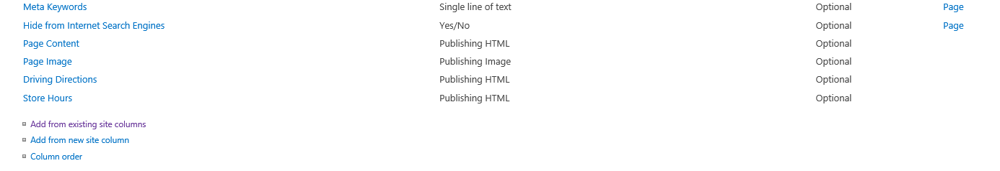 Meta Keywords Single line of text Optional Page
Hide from Internet Search Engines Yes/No Optional Page
Page Content Publishing HTML Optional
Page Image Publishing Image Optional
Driving Directions Publishing HTML Optional
Store Hours Publishing HTML Optional
Add from existing site columns
Add from new site column
Column order